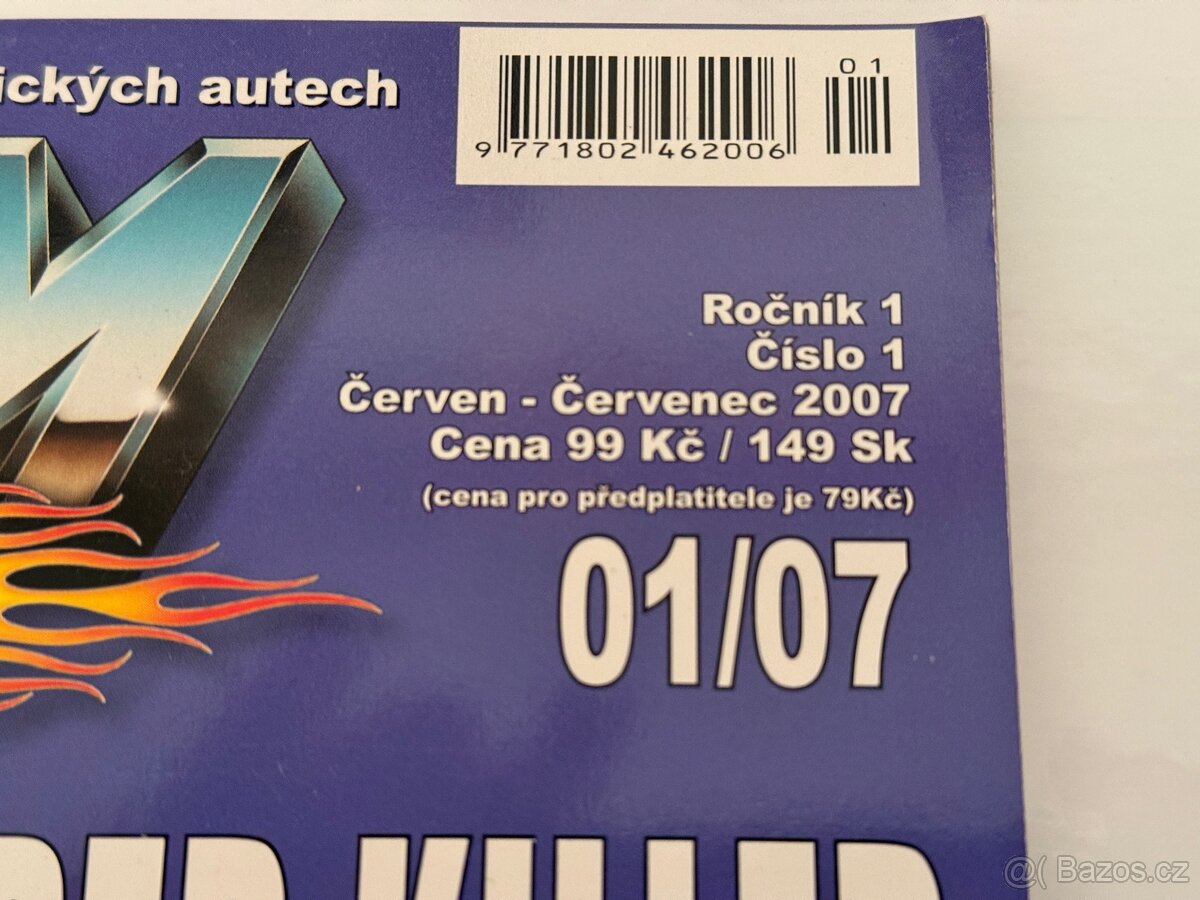 autech
M
01
9 771802 462006
Ročník 1
Číslo 1
Červen - Červenec 2007
Cena 99 Kč / 149 Sk
(cena pro předplatitele je 79Kč)
01/07
KILLER
@( Bazos.cz